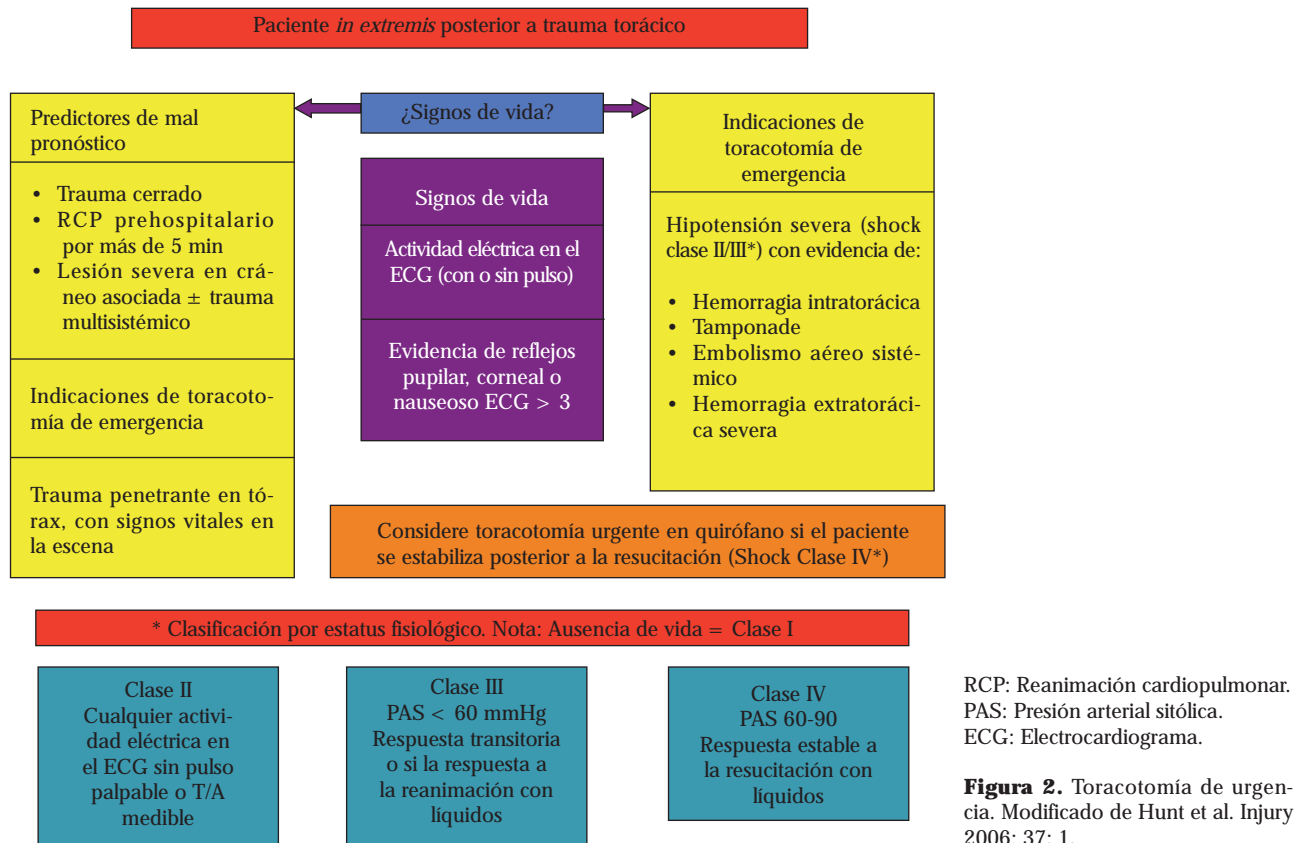 Paciente in extremis posterior a trauma torácico
Predictores de mal
pronóstico
• Trauma cerrado
• RCP prehospitalario
por más de 5 min
• Lesión severa en crá-
neo asociada ± trauma
multisistémico
Indicaciones de toracoto-
mía de emergencia
Trauma penetrante en tó-
rax, con signos vitales en
la escena
¿Signos de vida?
Signos de vida
Actividad eléctrica en el
ECG (con o sin pulso)
Evidencia de reflejos
pupilar, corneal o
nauseoso ECG > 3
Indicaciones de
toracotomía de
emergencia
Hipotensión severa (shock
clase II/III*) con evidencia de:
• Hemorragia intratorácica
• Tamponade
• Embolismo aéreo sisté-
mico
• Hemorragia extratoráci-
ca severa
Considere toracotomía urgente en quirófano si el paciente
se estabiliza posterior a la resucitación (Shock Clase IV*)
* Clasificación por estatus fisiológico. Nota: Ausencia de vida = Clase I
Clase II
Cualquier activi-
dad eléctrica en
el ECG sin pulso
palpable o T/A
medible
Clase III
PAS < 60 mmHg
Respuesta transitoria
o si la respuesta a
la reanimación con
líquidos
Clase IV
PAS 60-90
Respuesta estable a
la resucitación con
líquidos
RCP: Reanimación cardiopulmonar.
PAS: Presión arterial sitólica.
ECG: Electrocardiograma.
Figura 2. Toracotomía de urgen-
cia. Modificado de Hunt et al. Injury
2006; 37: 1.